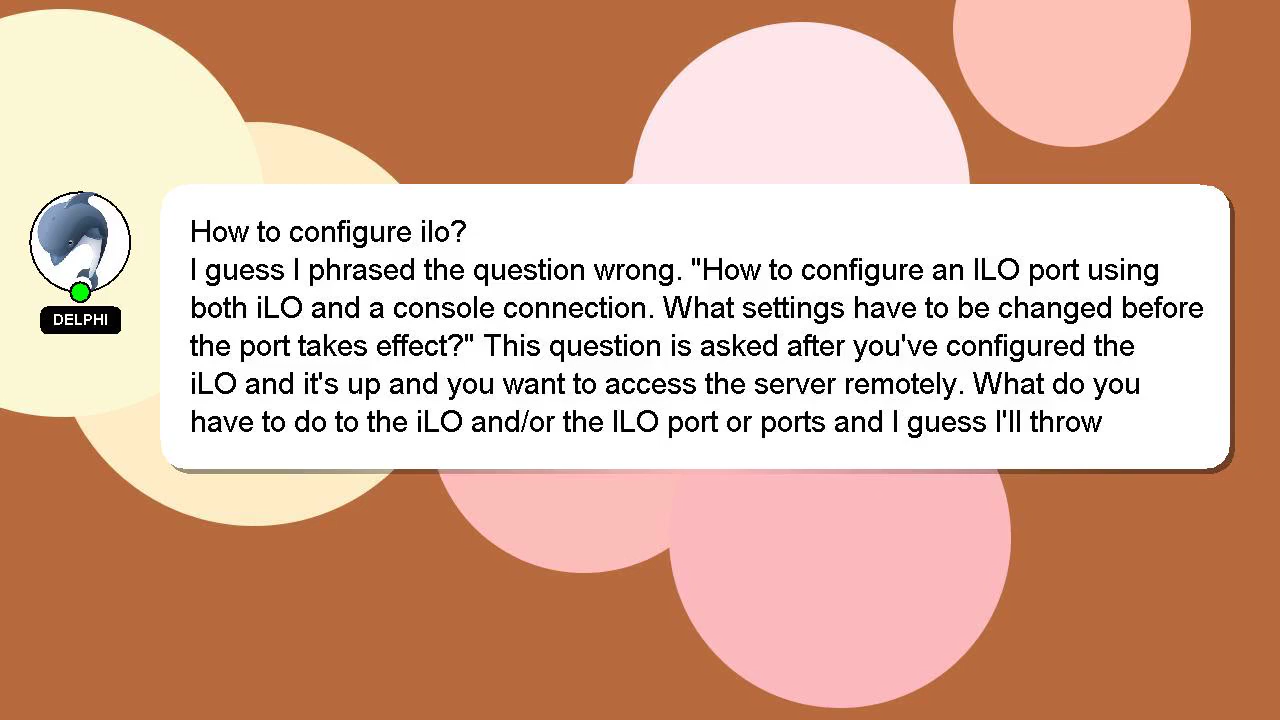 How to configure ilo?
I guess I phrased the question wrong. "How to configure an ILO port using
both iLO and a console connection. What settings have to be changed before
the port takes effect?" This question is asked after you've configured the
iLO and it's up and you want to access the server remotely. What do you
have to do to the iLO and/or the ILO port or ports and I guess I'll throw
DELPHI